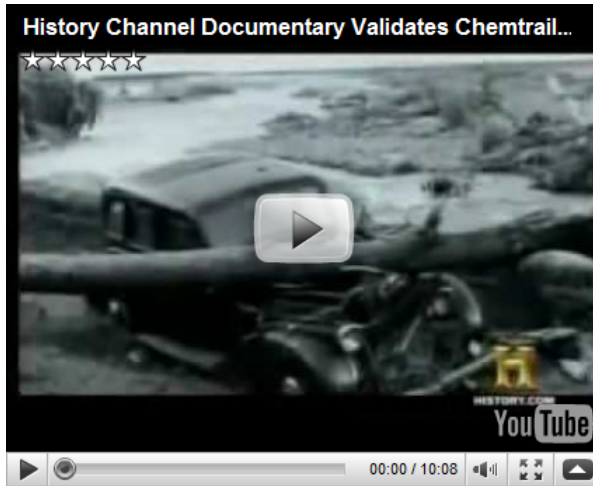 History Channel Documentary Validates Chemtrail...
H
HISTORY.COM
YouTube
00:00 / 10:08